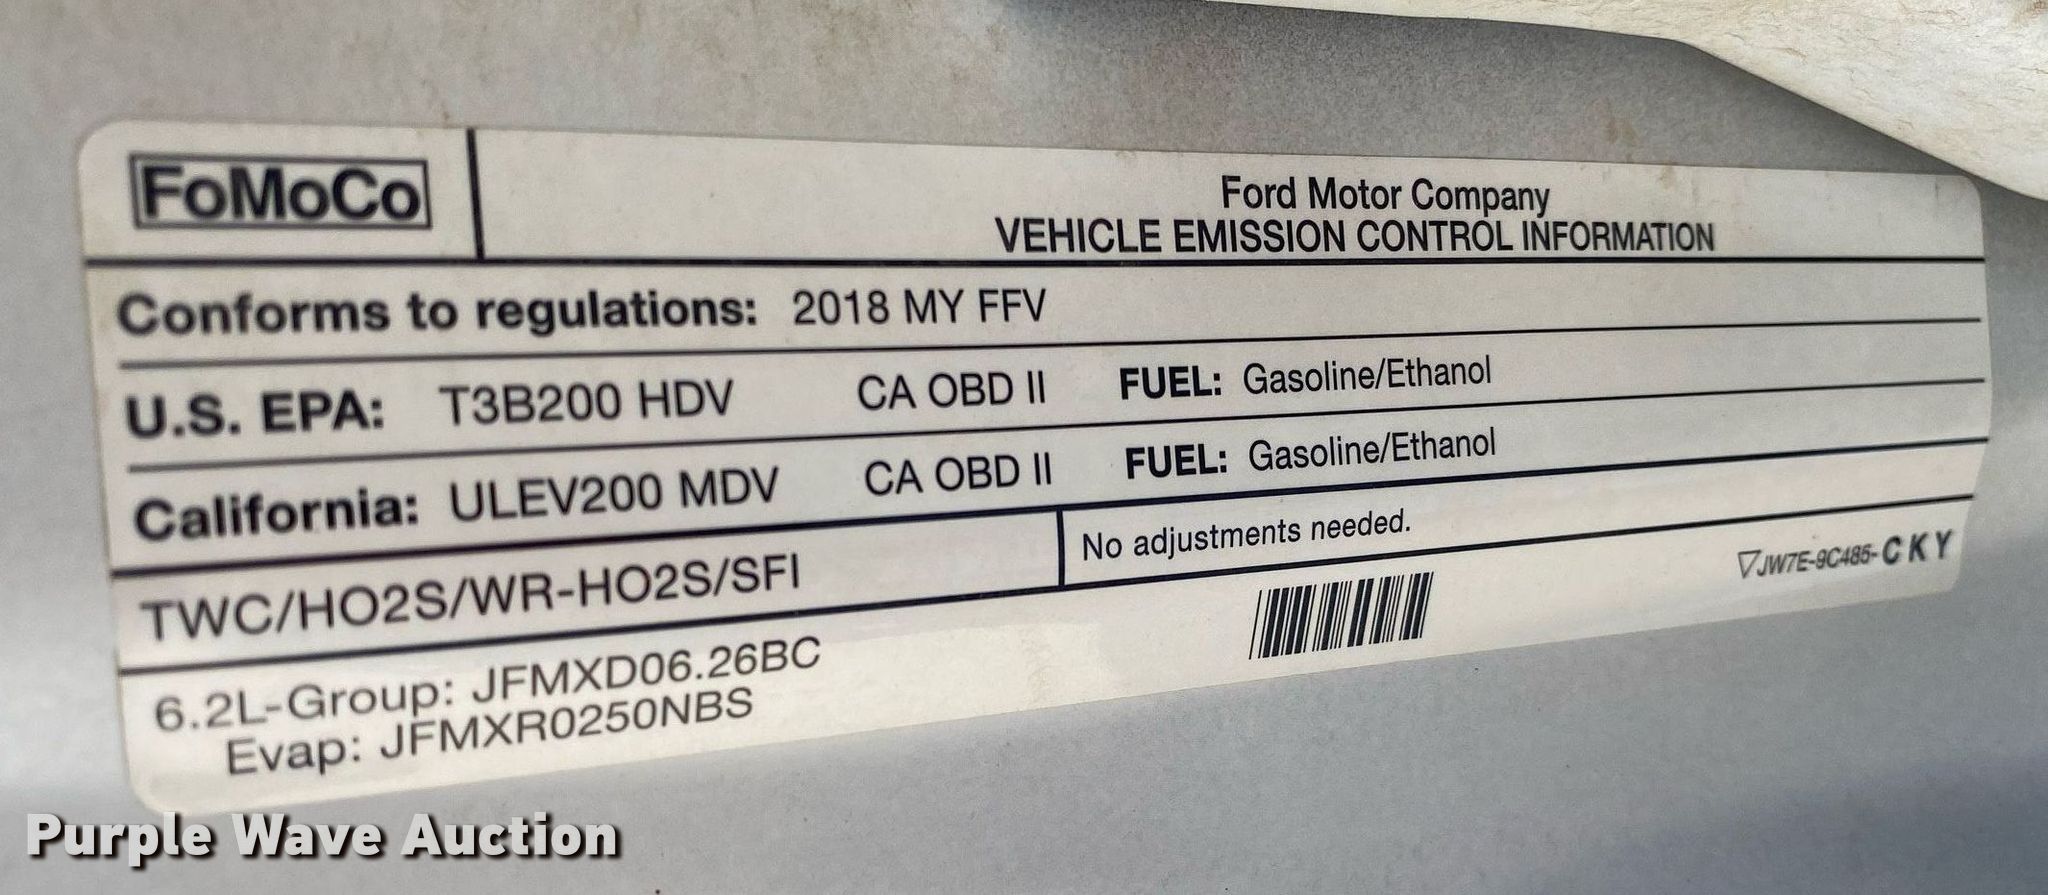 FoMoCo
Ford Motor Company
VEHICLE EMISSION CONTROL INFORMATION
Conforms to regulations: 2018 MY FFV
U.S. EPA: T3B200 HDV CA OBD II FUEL: Gasoline/Ethanol
California: ULEV200 MDV CA OBD II FUEL: Gasoline/Ethanol
TWC/HO2S/WR-HO2S/SFI
No adjustments needed.
6.2L-Group: JFMXD06.26BC
Evap: JFMXR0250NBS
▽JW7E-9C485-CKY
Purple Wave Auction